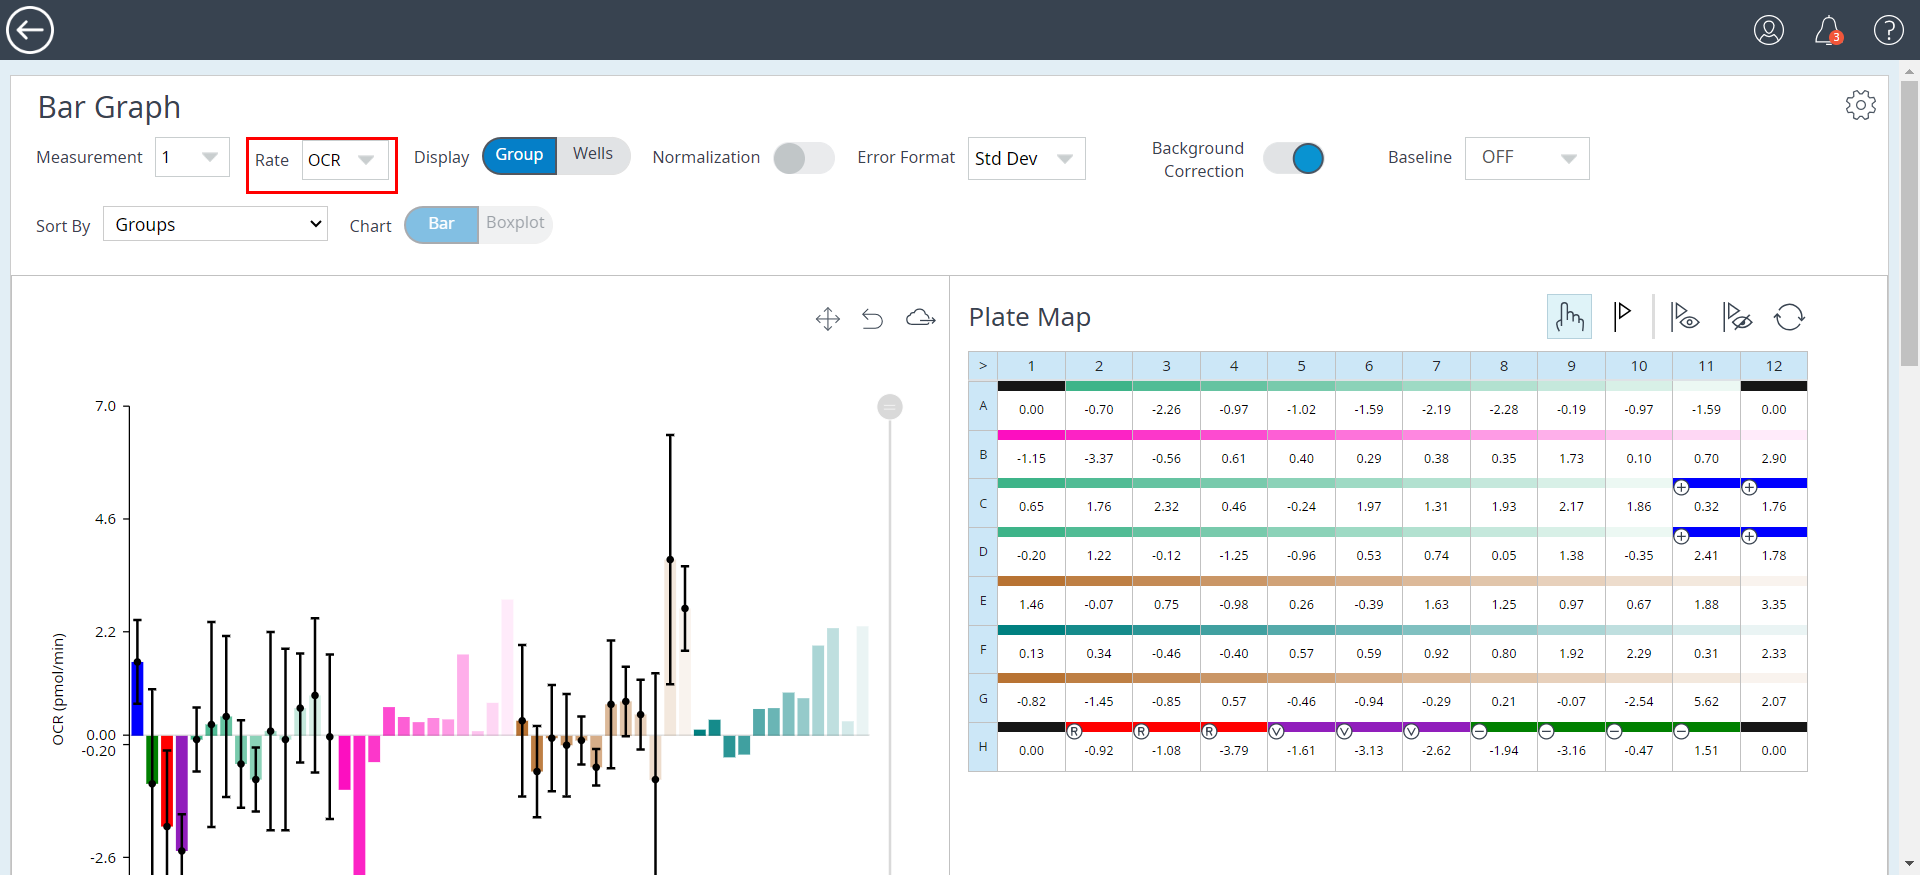 3
?
Bar Graph
Measurement 1 Rate OCR Display Group Wells Normalization Error Format Std Dev Background Correction Baseline OFF
Sort By Groups Chart Bar Boxplot
Plate Map
7.0
4.6
2.2
0.00
-0.20
-2.6
OCR (pmol/min)
> 1 2 3 4 5 6 7 8 9 10 11 12
A 0.00 -0.70 -2.26 -0.97 -1.02 -1.59 -2.19 -2.28 -0.19 -0.97 -1.59 0.00
B -1.15 -3.37 -0.56 0.61 0.40 0.29 0.38 0.35 1.73 0.10 0.70 2.90
+ +
C 0.65 1.76 2.32 0.46 -0.24 1.97 1.31 1.93 2.17 1.86 0.32 1.76
+ +
D -0.20 1.22 -0.12 -1.25 -0.96 0.53 0.74 0.05 1.38 -0.35 2.41 1.78
E 1.46 -0.07 0.75 -0.98 0.26 -0.39 1.63 1.25 0.97 0.67 1.88 3.35
F 0.13 0.34 -0.46 -0.40 0.57 0.59 0.92 0.80 1.92 2.29 0.31 2.33
G -0.82 -1.45 -0.85 0.57 -0.46 -0.94 -0.29 0.21 -0.07 -2.54 5.62 2.07
R R R V V V - - - -
H 0.00 -0.92 -1.08 -3.79 -1.61 -3.13 -2.62 -1.94 -3.16 -0.47 1.51 0.00